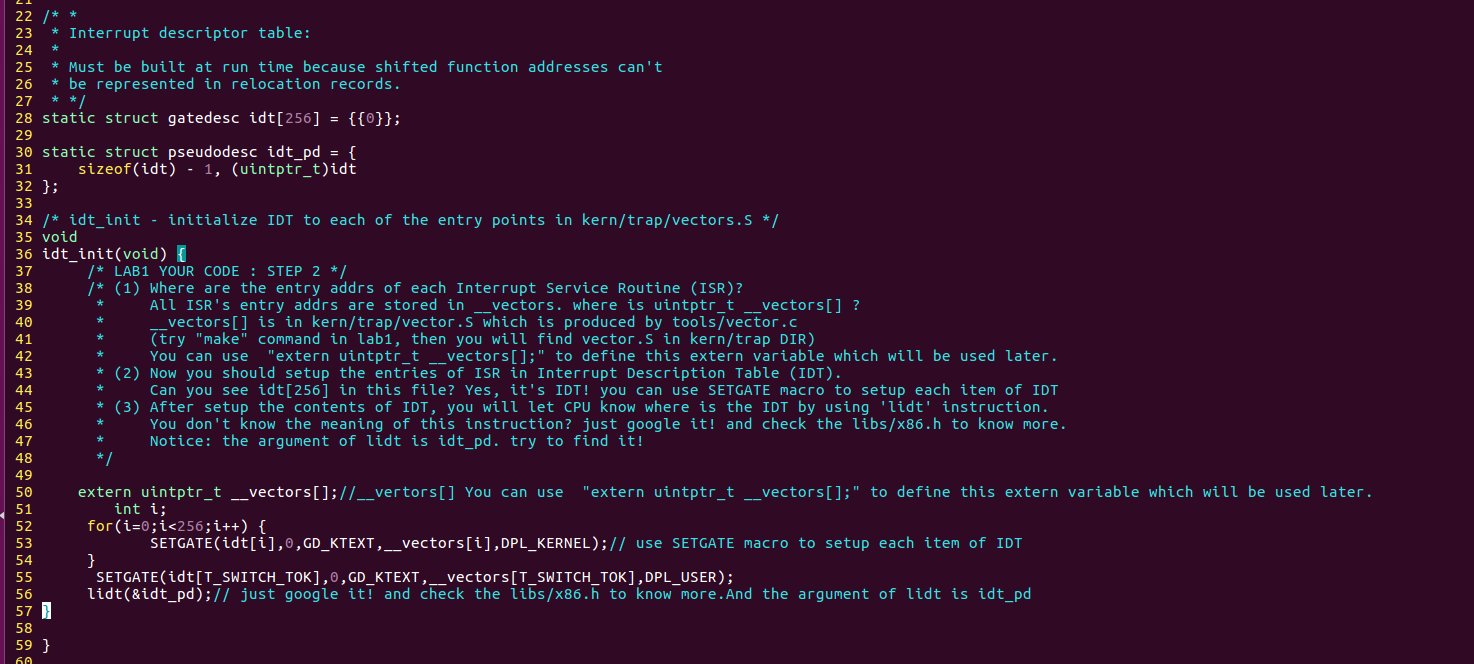 22 /* *
23  * Interrupt descriptor table:
24  *
25  * Must be built at run time because shifted function addresses can't
26  * be represented in relocation records.
27  * */
28 static struct gatedesc idt[256] = {{0}};
29
30 static struct pseudodesc idt_pd = {
31     sizeof(idt) - 1, (uintptr_t)idt
32 };
33
34 /* idt_init - initialize IDT to each of the entry points in kern/trap/vectors.S */
35 void
36 idt_init(void) {
37      /* LAB1 YOUR CODE : STEP 2 */
38      /* (1) Where are the entry addrs of each Interrupt Service Routine (ISR)?
39       *     All ISR's entry addrs are stored in __vectors. where is uintptr_t __vectors[] ?
40       *     __vectors[] is in kern/trap/vector.S which is produced by tools/vector.c
41       *     (try "make" command in lab1, then you will find vector.S in kern/trap DIR)
42       *     You can use  "extern uintptr_t __vectors[];" to define this extern variable which will be used later.
43       * (2) Now you should setup the entries of ISR in Interrupt Description Table (IDT).
44       *     Can you see idt[256] in this file? Yes, it's IDT! you can use SETGATE macro to setup each item of IDT
45       * (3) After setup the contents of IDT, you will let CPU know where is the IDT by using 'lidt' instruction.
46       *     You don't know the meaning of this instruction? just google it! and check the libs/x86.h to know more.
47       *     Notice: the argument of lidt is idt_pd. try to find it!
48       */
49
50     extern uintptr_t __vectors[];//__vertors[] You can use  "extern uintptr_t __vectors[];" to define this extern variable which will be used later.
51         int i;
52      for(i=0;i<256;i++) {
53             SETGATE(idt[i],0,GD_KTEXT,__vectors[i],DPL_KERNEL);// use SETGATE macro to setup each item of IDT
54      }
55       SETGATE(idt[T_SWITCH_TOK],0,GD_KTEXT,__vectors[T_SWITCH_TOK],DPL_USER);
56      lidt(&idt_pd);// just google it! and check the libs/x86.h to know more.And the argument of lidt is idt_pd
57 }
58
59 }
60